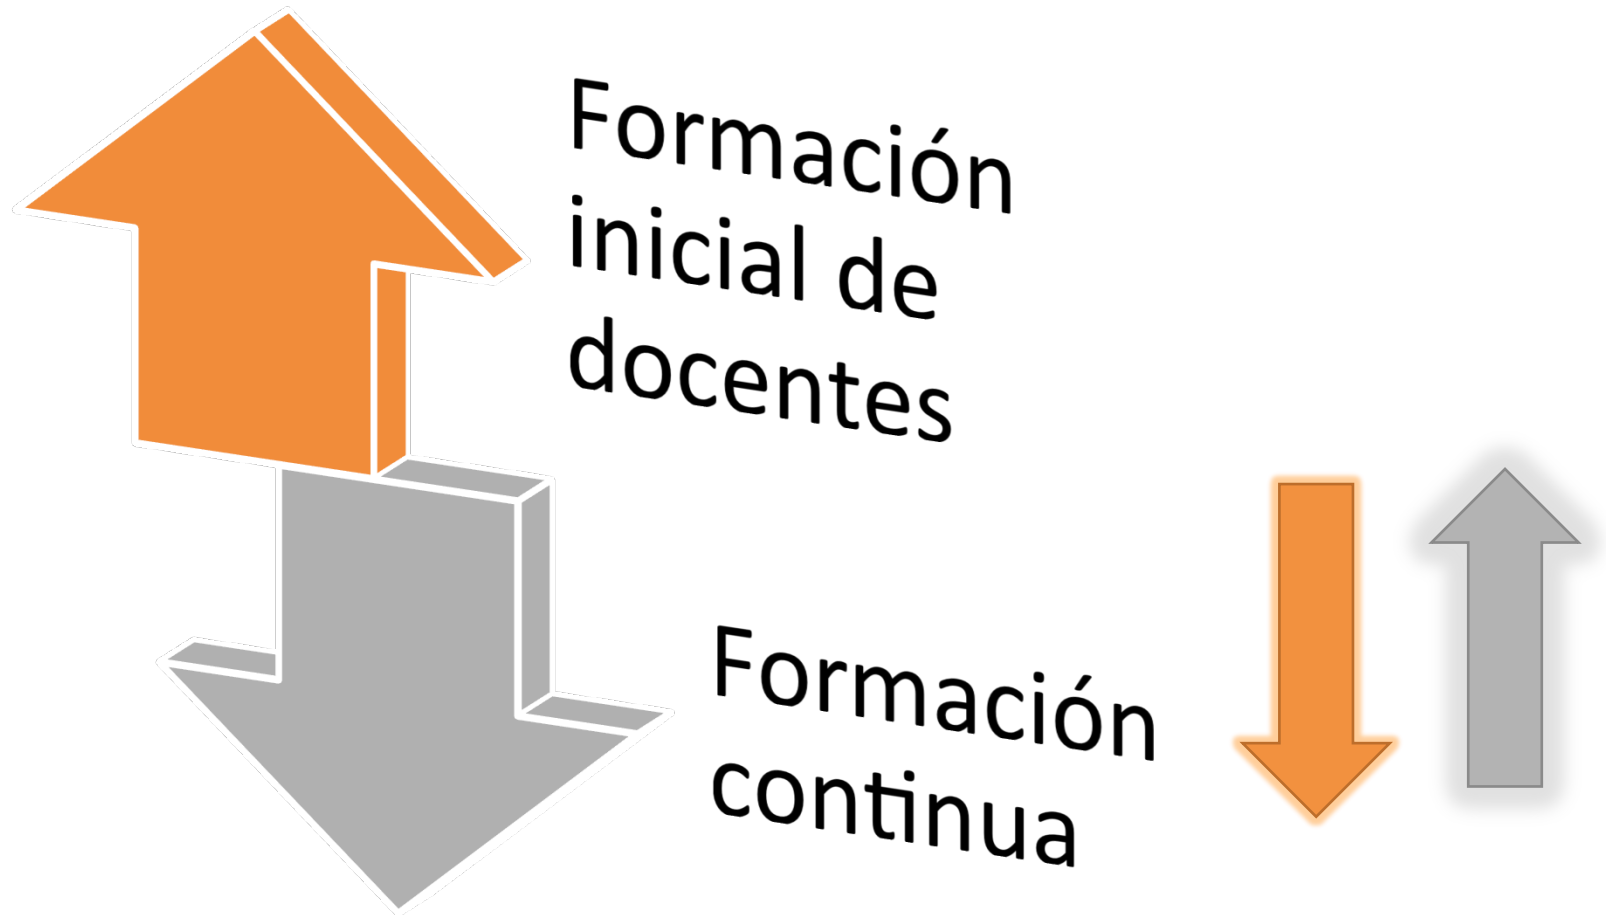 Formación
inicial de
docentes
Formación
continua